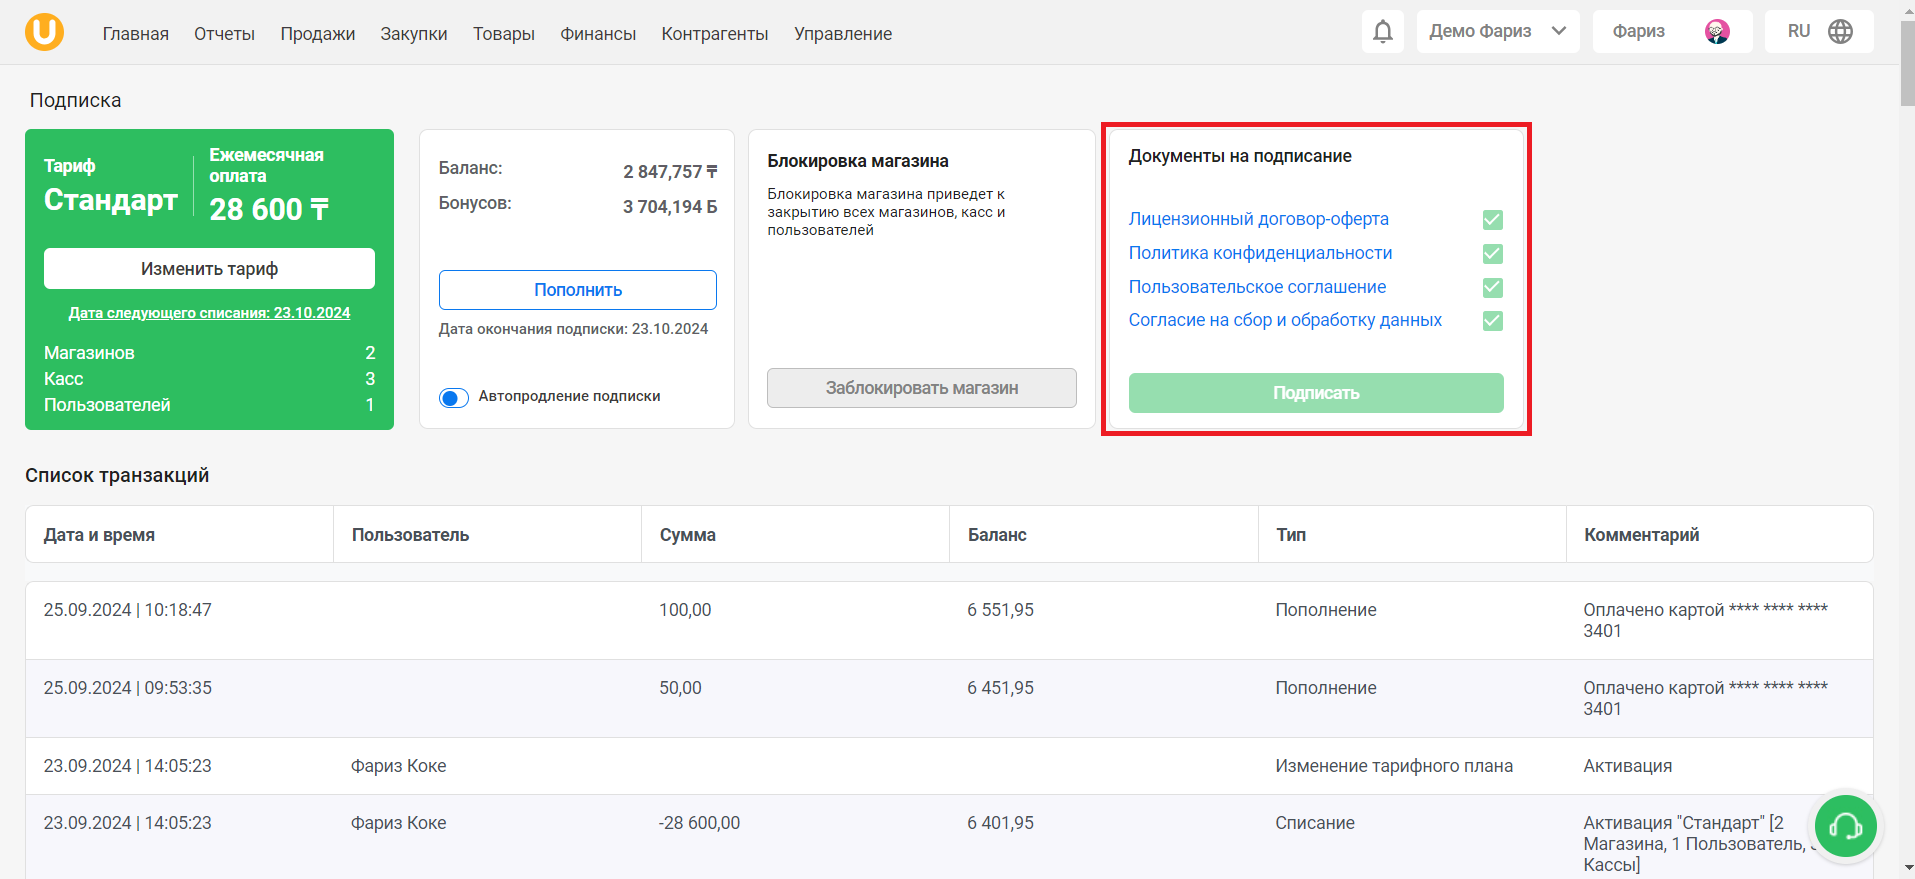 Главная Отчеты Продажи Закупки Товары Финансы Контрагенты Управление Демо Фариз Фариз RU
Подписка
Тариф
Стандарт
Ежемесячная
оплата
28 600 ₸
Изменить тариф
Дата следующего списания: 23.10.2024
Магазинов 2
Касс 3
Пользователей 1
Баланс: 2 847,757 ₸
Бонусов: 3 704,194 Б
Пополнить
Дата окончания подписки: 23.10.2024
Автопродление подписки
Блокировка магазина
Блокировка магазина приведет к
закрытию всех магазинов, касс и
пользователей
Заблокировать магазин
Документы на подписание
Лицензионный договор-оферта
Политика конфиденциальности
Пользовательское соглашение
Согласие на сбор и обработку данных
Подписать
Список транзакций
Дата и время Пользователь Сумма Баланс Тип Комментарий
25.09.2024 | 10:18:47 100,00 6 551,95 Пополнение Оплачено картой **** **** ****
3401
25.09.2024 | 09:53:35 50,00 6 451,95 Пополнение Оплачено картой **** **** ****
3401
23.09.2024 | 14:05:23 Фариз Коке Изменение тарифного плана Активация
23.09.2024 | 14:05:23 Фариз Коке -28 600,00 6 401,95 Списание Активация "Стандарт" [2
Магазина, 1 Пользователь,
Кассы]